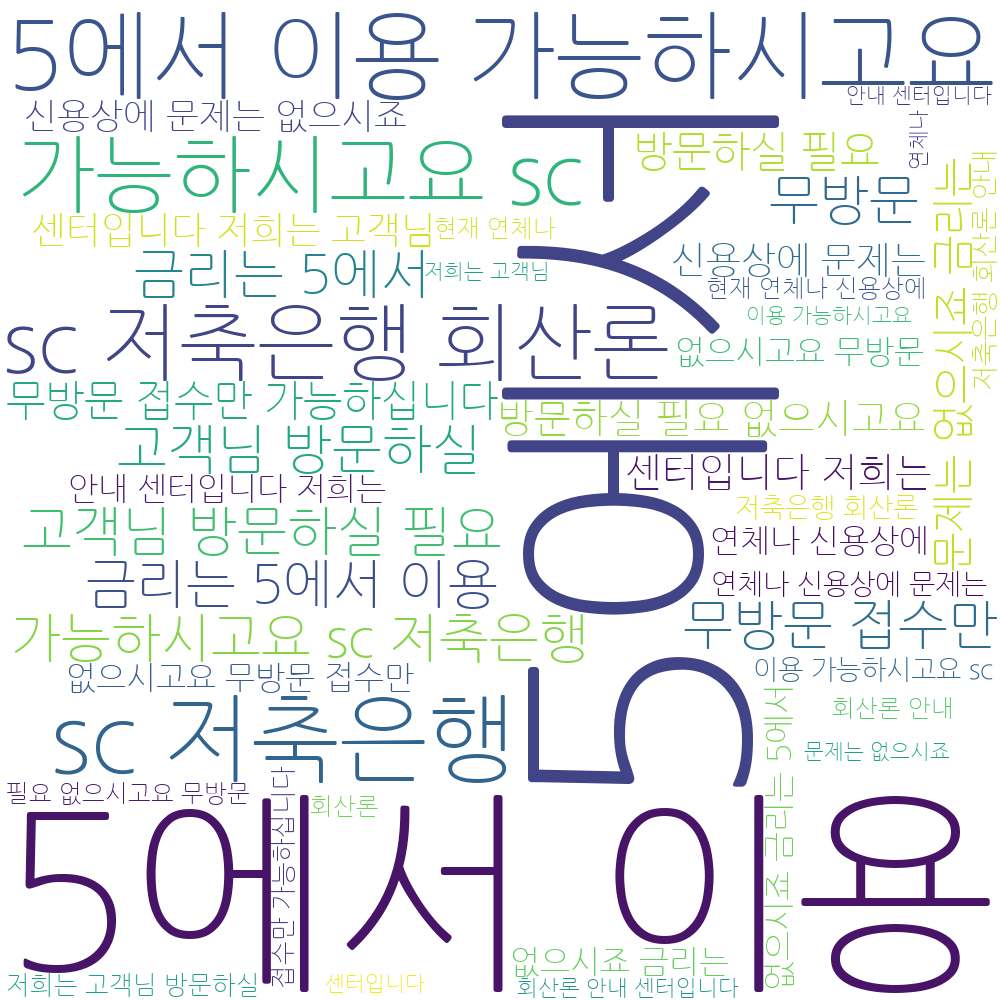 5에서 이용 가능하시고요
안내 센터입니다
신용상에 문제는 없으시죠
연체나
가능하시고요 sc
방문하실 필요
무방문
센터입니다 저희는 고객님
현재 연체나
금리는 5에서
저희는 고객님
신용상에 문제는
현재 연체나 신용상에
이용 가능하시고요
sc 저축은행 회산론
없으시고요 무방문
무방문 접수만 가능하십니다
방문하실 필요 없으시고요
고객님 방문하실
5에서
센터입니다 저희는
안내 센터입니다 저희는
저축은행 회산론
고객님 방문하실 필요
연체나 신용상에
금리는 5에서 이용
연체나 신용상에 문제는
가능하시고요 sc 저축은행
무방문 접수만
없으시고요 무방문 접수만
이용 가능하시고요 sc
sc 저축은행
회산론 안내
문제는 없으시죠
필요 없으시고요 무방문
회산론
접수만 가능하십니다
5에서 이용
없으시죠 금리는 5에서
문제는 없으시죠 금리는
저축은행 회산론 안내
저희는 고객님 방문하실
센터입니다
없으시죠 금리는
회산론 안내 센터입니다